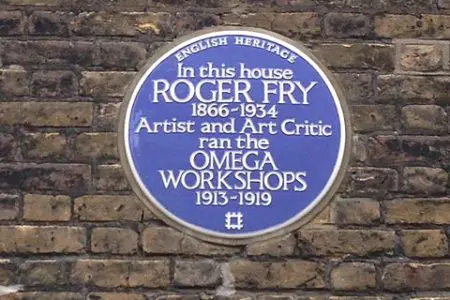 ENGLISH HERITAGE
In this house
ROGER FRY
1866-1934
Artist and Art Critic
ran the
OMEGA
WORKSHOPS
1913-1919